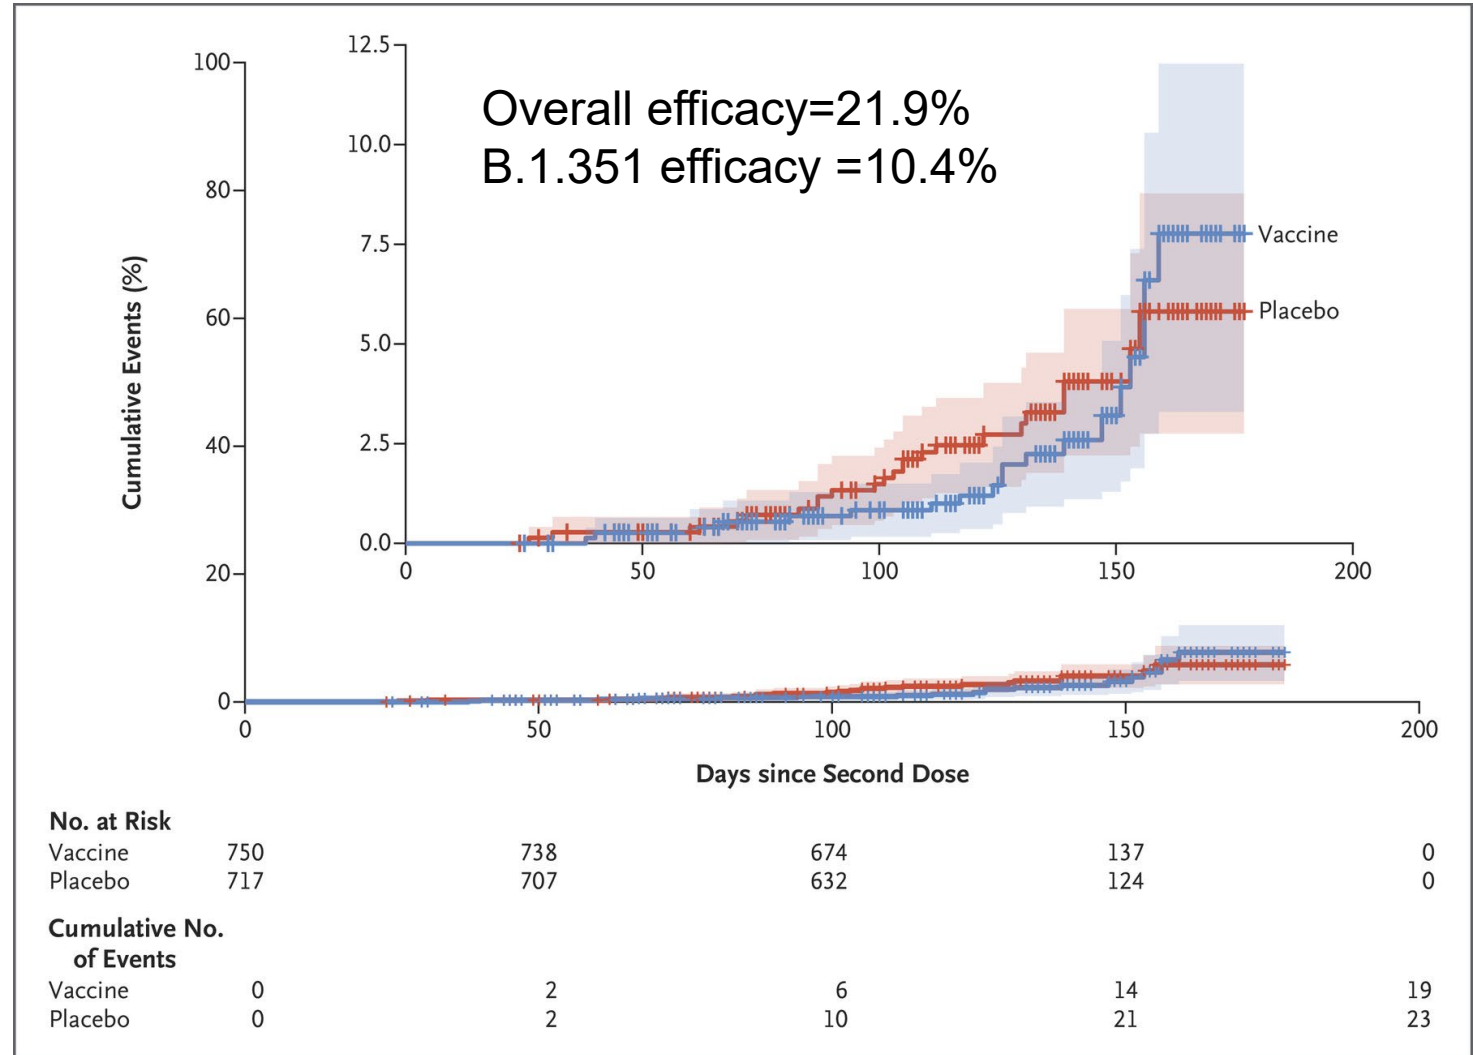 Overall efficacy=21.9%
B.1.351 efficacy =10.4%
Cumulative Events (%)
100
80
60
40
20
0
12.5
10.0
7.5
5.0
2.5
0.0
0 50 100 150 200
Vaccine
Placebo
0 50 100 150 200
Days since Second Dose
No. at Risk
Vaccine 750 738 674 137 0
Placebo 717 707 632 124 0
Cumulative No.
of Events
Vaccine 0 2 6 14 19
Placebo 0 2 10 21 23